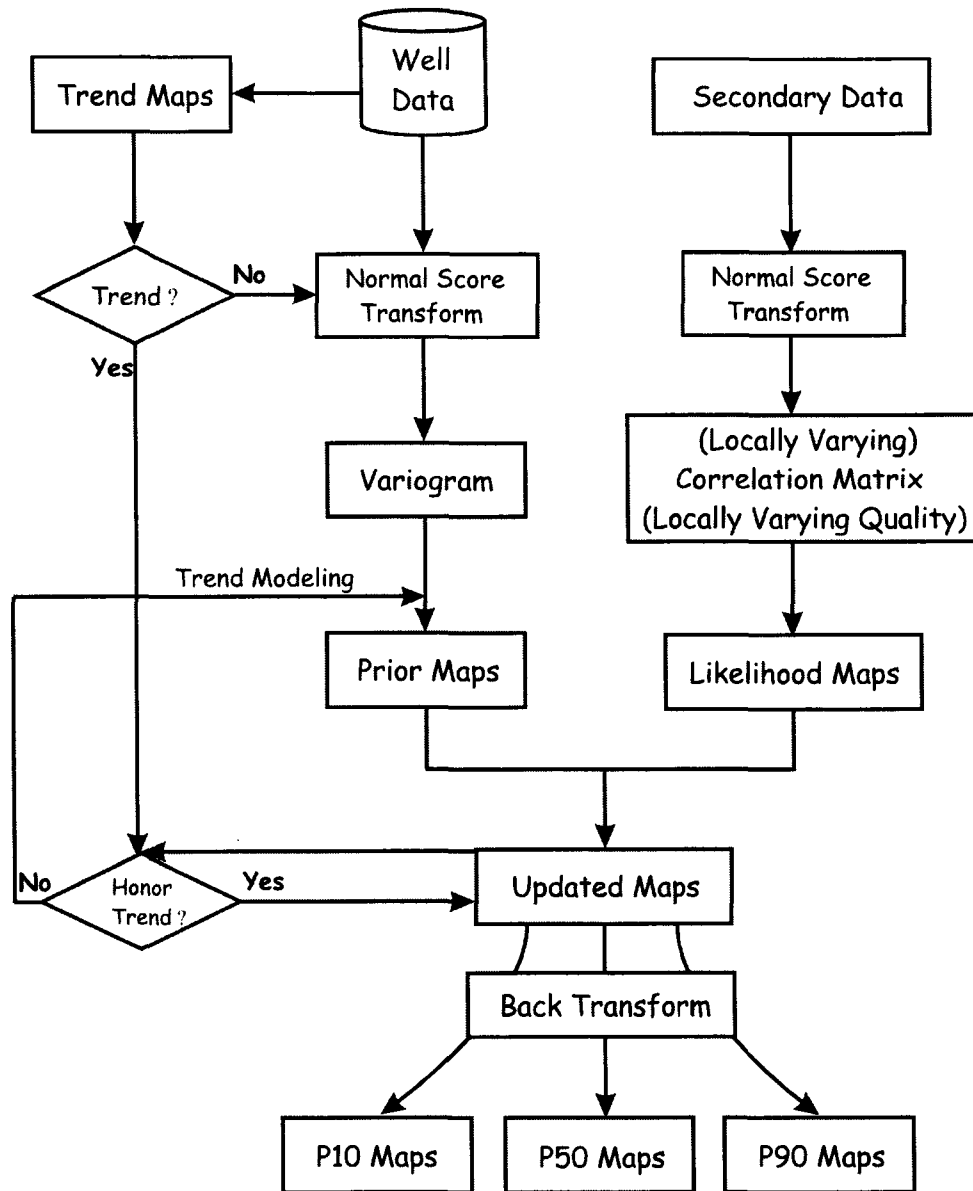 Well
Data
Trend Maps
Secondary Data
Trend ?
No
Normal Score
Transform
Normal Score
Transform
Yes
Variogram
(Locally Varying)
Correlation Matrix
(Locally Varying Quality)
Trend Modeling
Prior Maps
Likelihood Maps
No
Honor
Trend ?
Yes
Updated Maps
Back Transform
P10 Maps
P50 Maps
P90 Maps